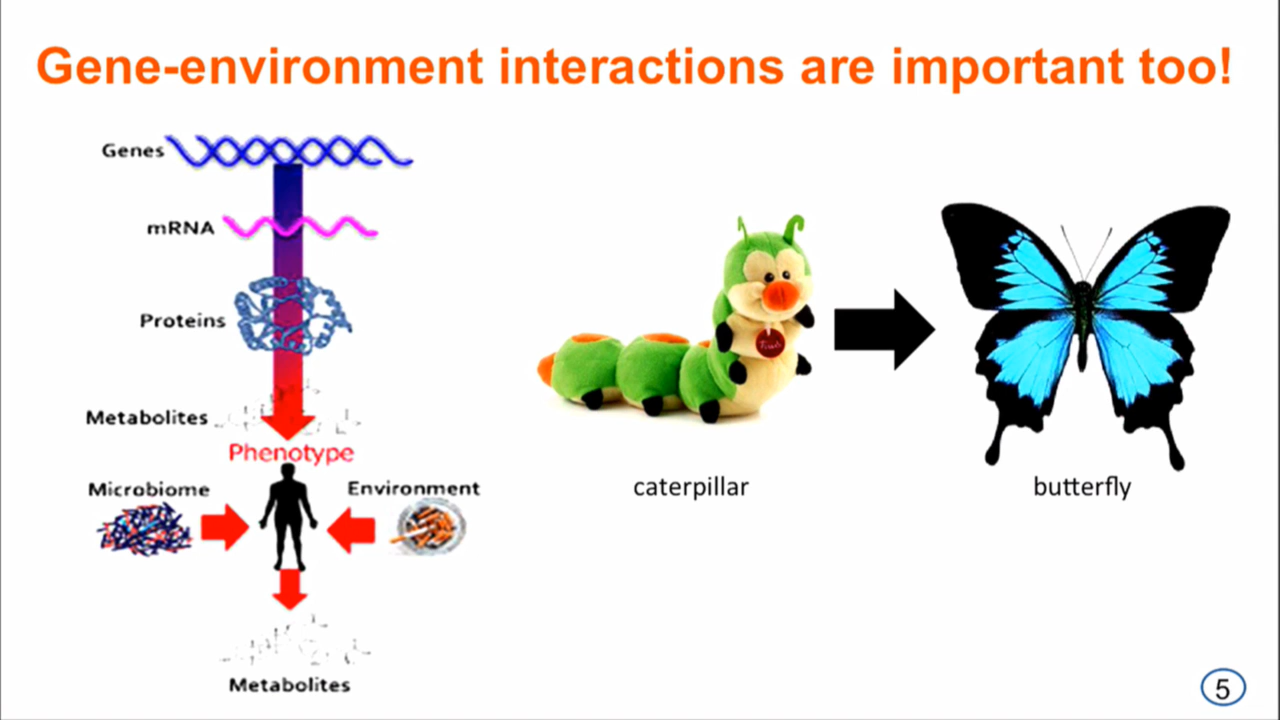 Gene-environment interactions are important too!
Genes
mRNA
Proteins
Metabolites
Phenotype
Microbiome
Environment
Metabolites
caterpillar
butterfly
5